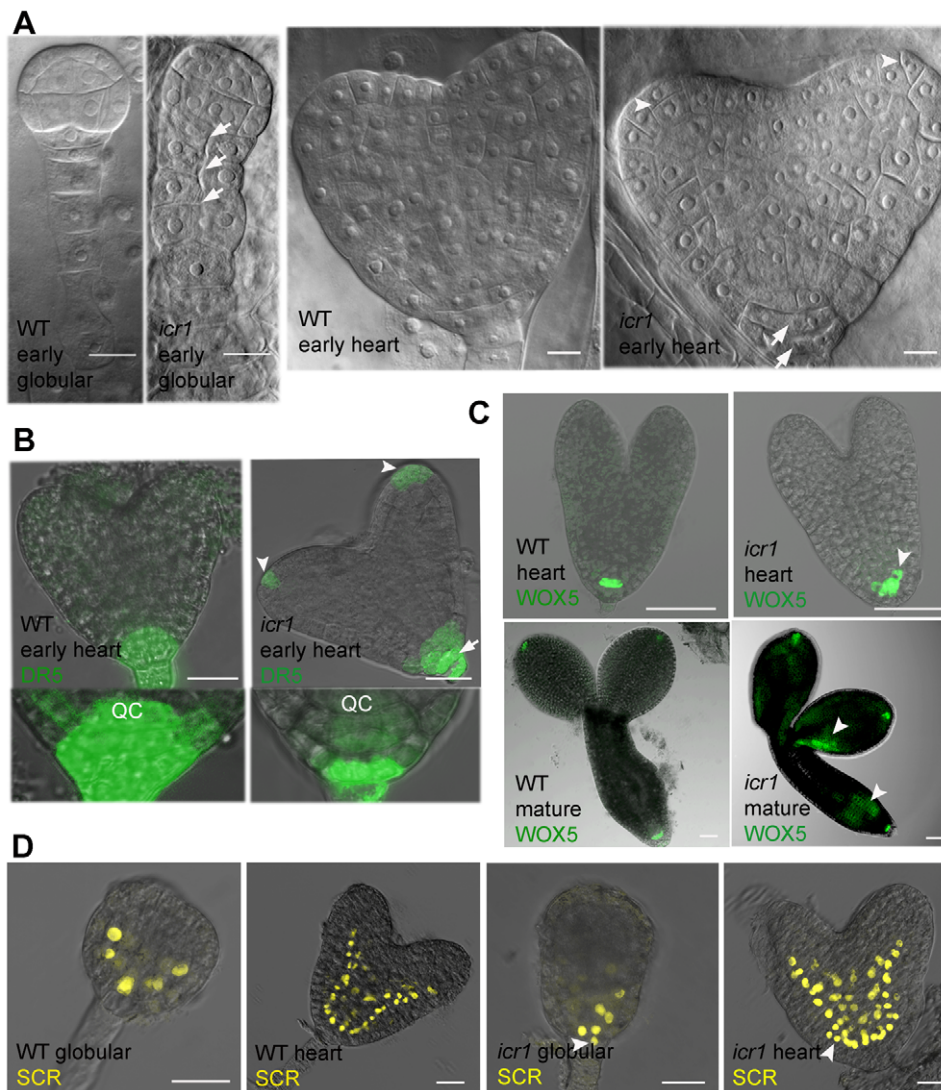 A
WT
early
globular
icr1
early
globular
WT
early heart
icr1
early heart
B
WT
early heart
DR5
icr1
early heart
DR5
QC
QC
C
WT
heart
WOX5
icr1
heart
WOX5
WT
mature
WOX5
icr1
mature
WOX5
D
WT globular
SCR
WT heart
SCR
icr1 globular
SCR
icr1 heart
SCR